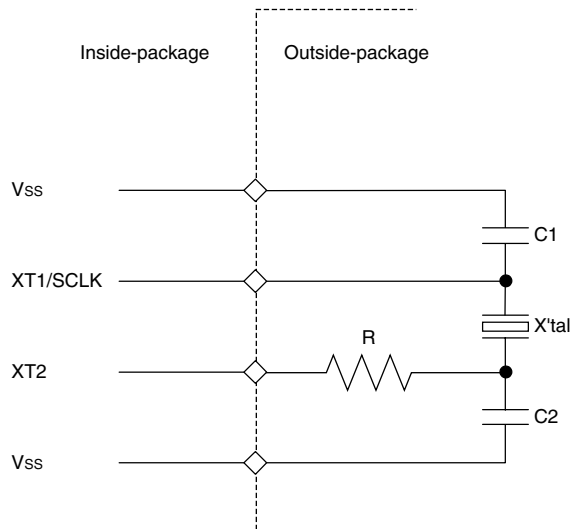 Inside-package
Outside-package
VSS
C1
XT1/SCLK
X'tal
R
XT2
C2
VSS